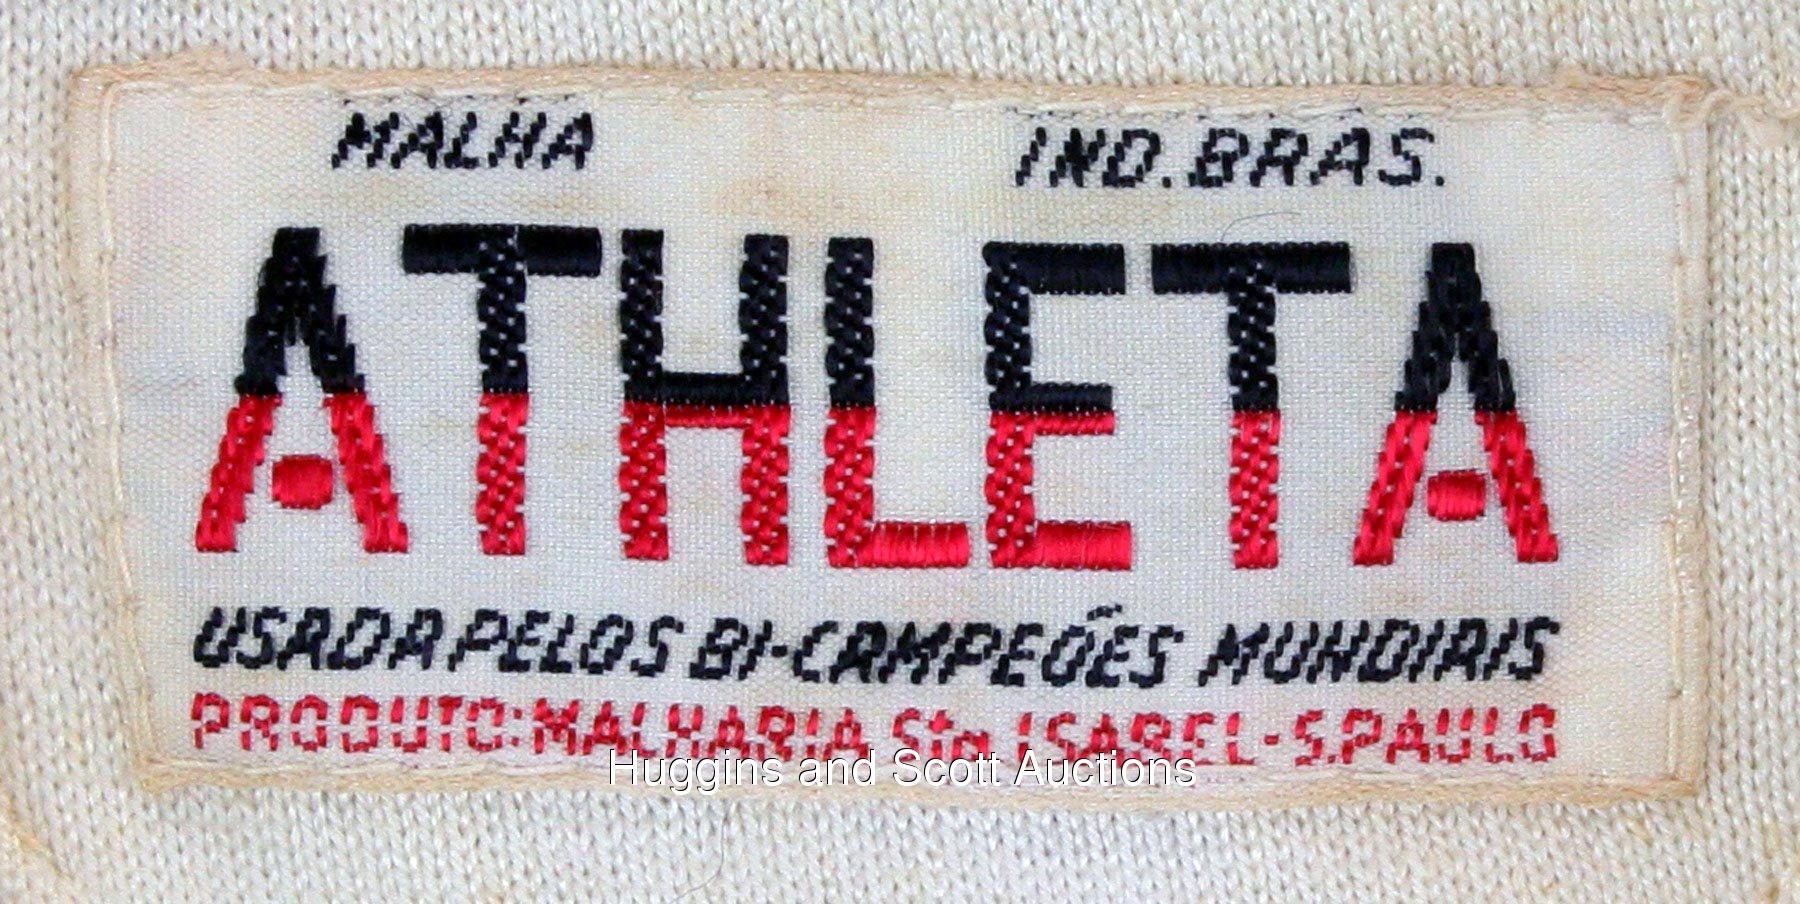 MALHA IND. BRAS.
ATHLETA
USADA PELOS BI-CAMPEÕES MUNDIAIS
PRODUTO: MALHARIA Sta ISABEL - S.PAULO
Huggins and Scott Auctions